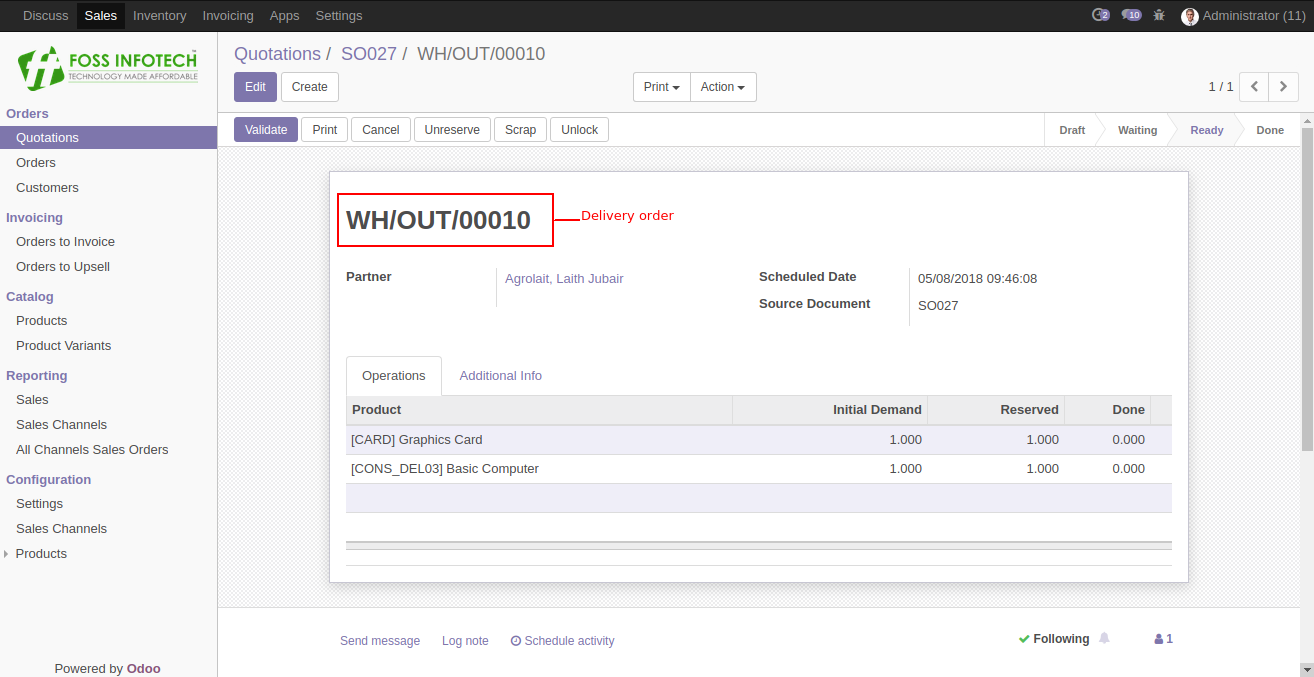 Discuss Sales Inventory Invoicing Apps Settings 2 10 Administrator (11)
FOSS INFOTECH
TECHNOLOGY MADE AFFORDABLE
Orders
Quotations
Orders
Customers
Invoicing
Orders to Invoice
Orders to Upsell
Catalog
Products
Product Variants
Reporting
Sales
Sales Channels
All Channels Sales Orders
Configuration
Settings
Sales Channels
Products
Powered by Odoo
Quotations / SO027 / WH/OUT/00010
Edit Create Print Action 1 / 1
Validate Print Cancel Unreserve Scrap Unlock Draft Waiting Ready Done
WH/OUT/00010 Delivery order
Partner Agrolait, Laith Jubair Scheduled Date 05/08/2018 09:46:08
Source Document SO027
Operations Additional Info
Product Initial Demand Reserved Done
[CARD] Graphics Card 1.000 1.000 0.000
[CONS_DEL03] Basic Computer 1.000 1.000 0.000
Send message Log note Schedule activity Following 1